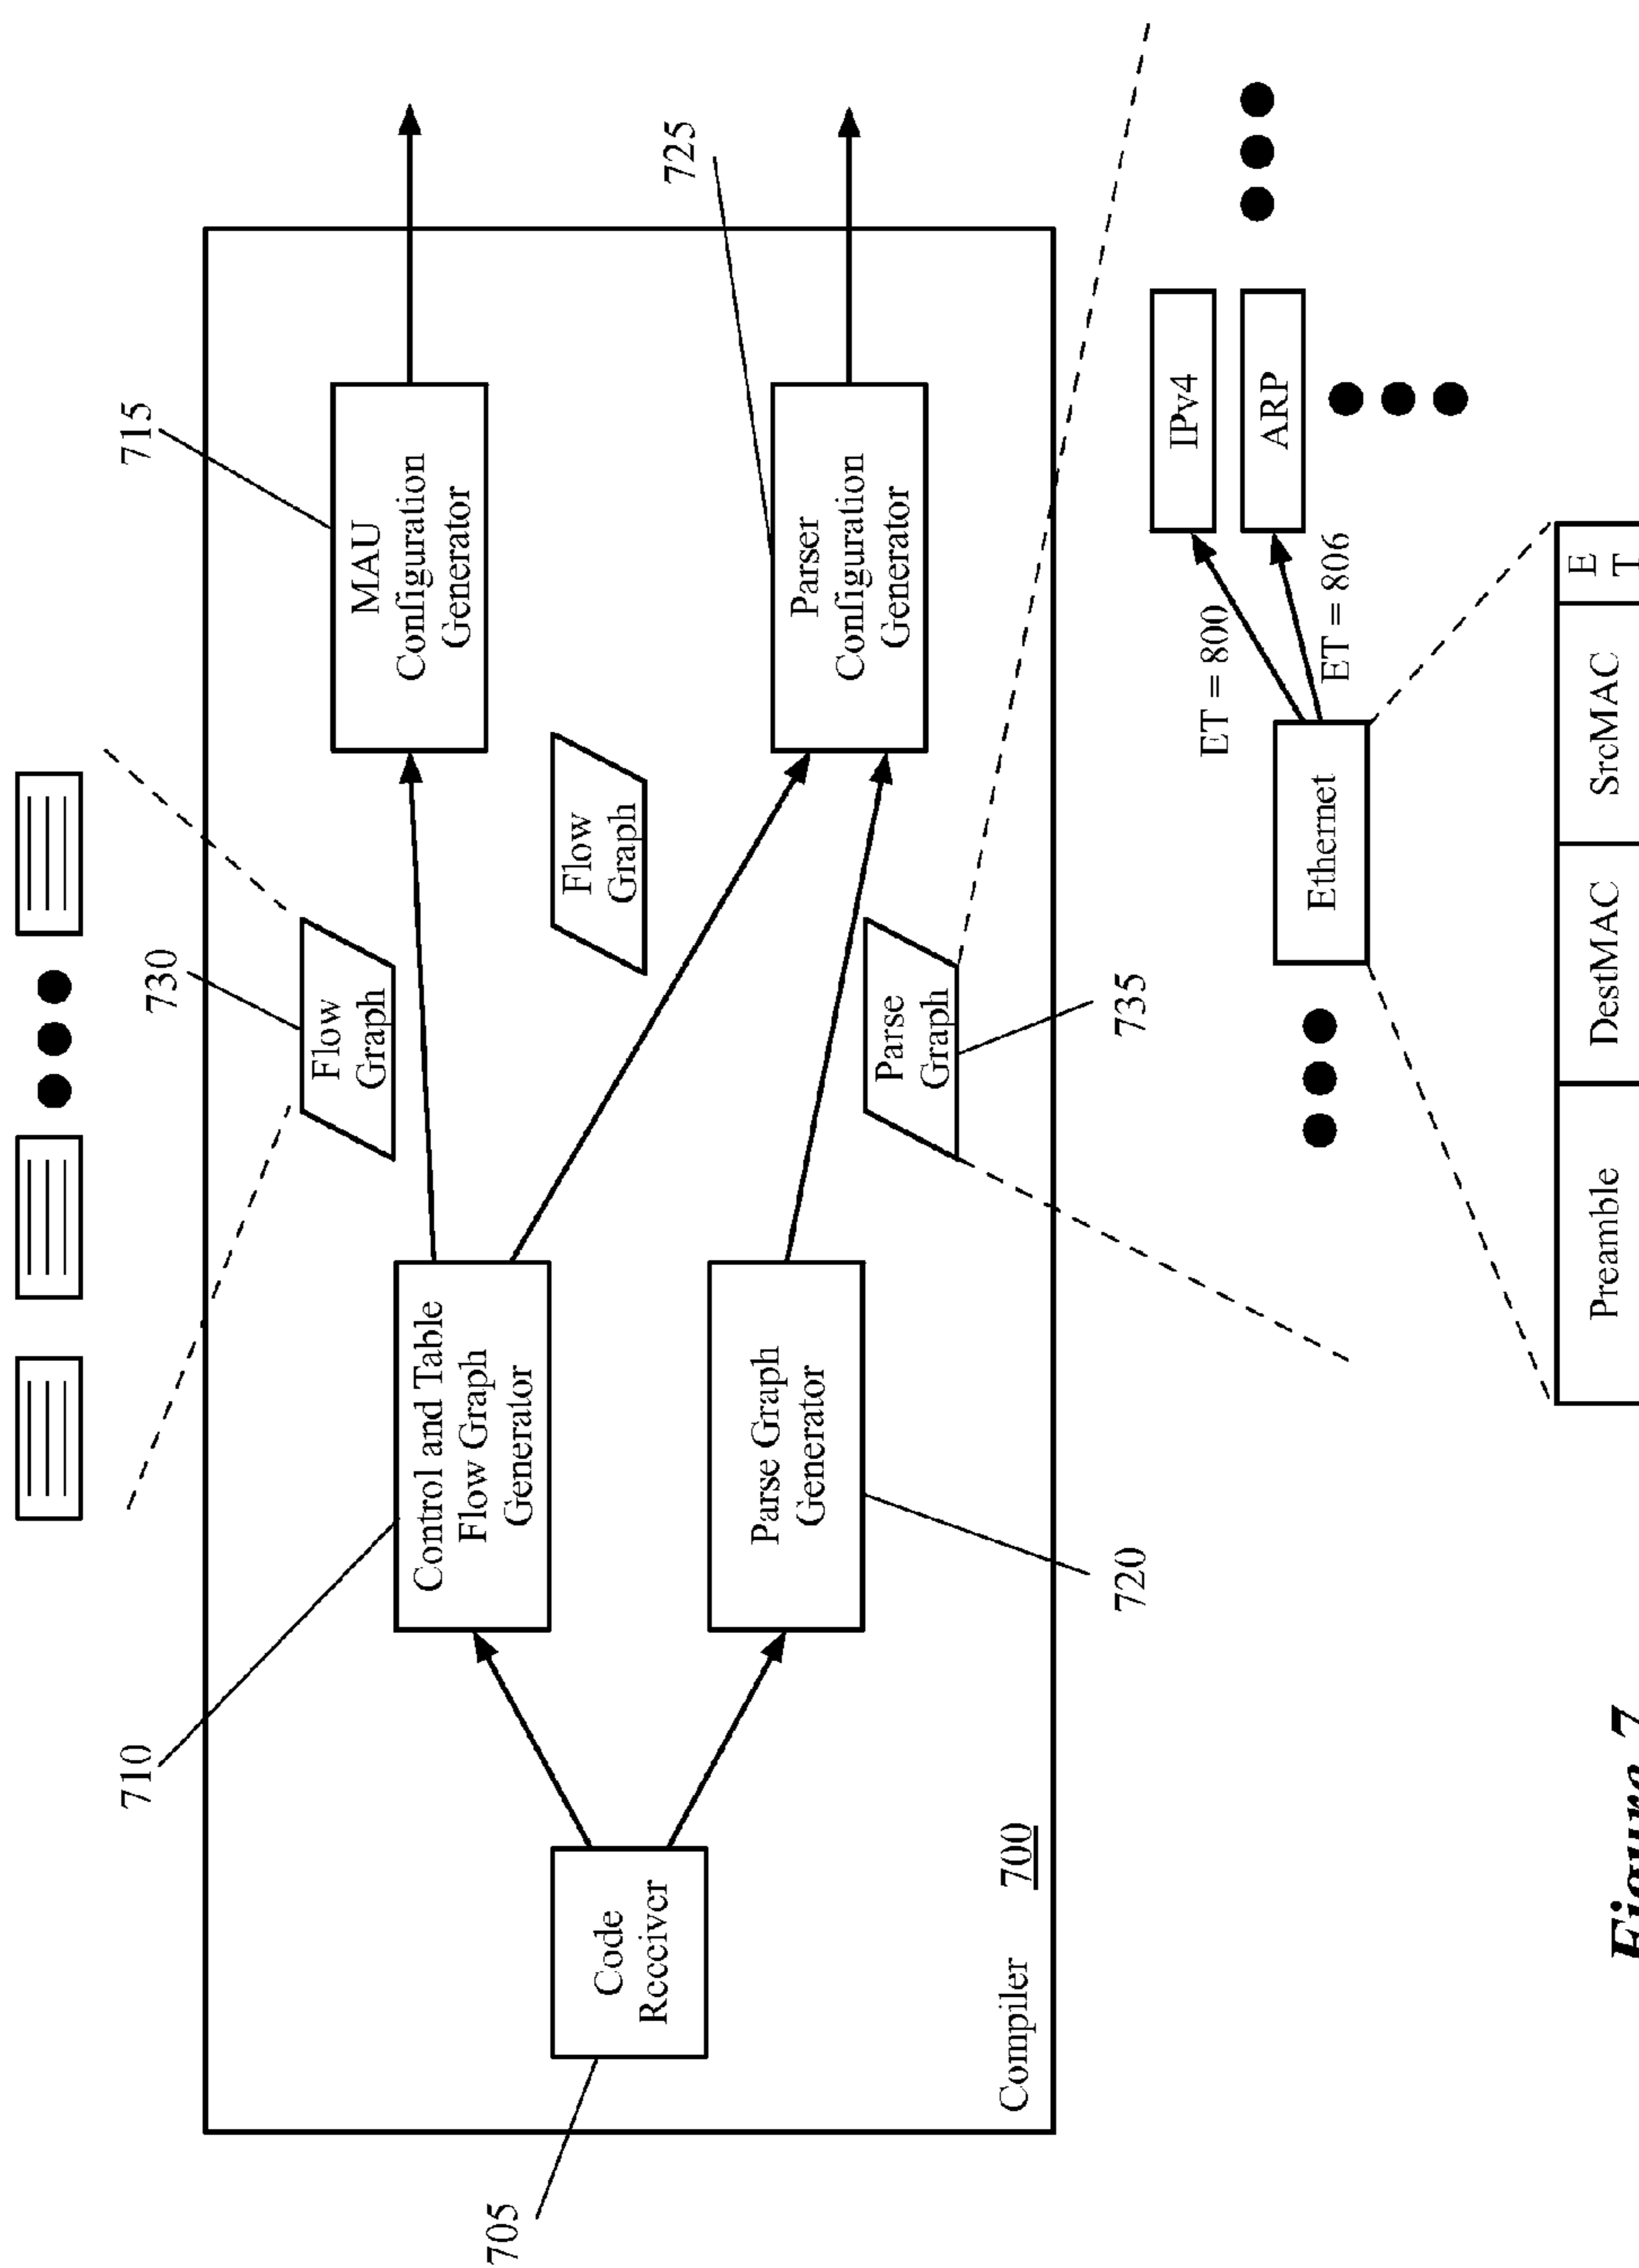 730
Flow
Graph
710
715
Control and Table
Flow Graph
Generator
MAU
Configuration
Generator
705
Code
Receiver
Flow
Graph
725
Parse Graph
Generator
Parser
Configuration
Generator
Parse
Graph
Compiler 700
720
735
ET = 800
IPv4
Ethernet
ARP
ET = 806
Preamble
DestMAC
SrcMAC
E
T
Figure 7